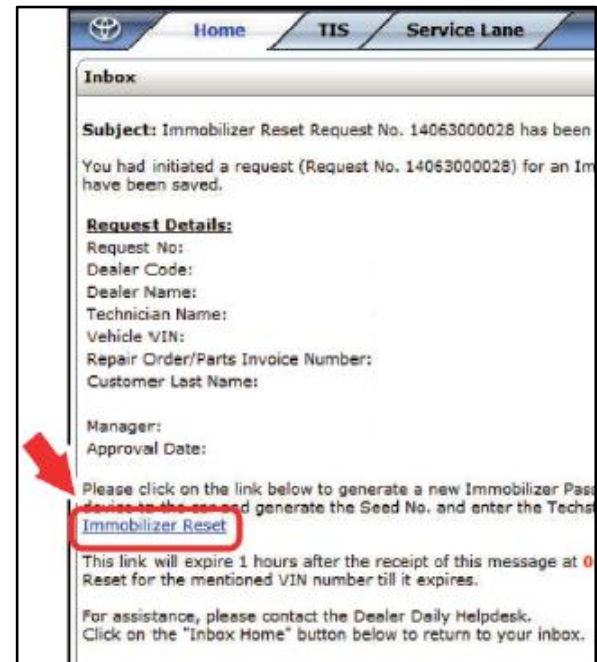 Home TIS Service Lane
Inbox
Subject: Immobilizer Reset Request No. 14063000028 has been
You had initiated a request (Request No. 14063000028) for an Im
have been saved.
Request Details:
Request No:
Dealer Code:
Dealer Name:
Technician Name:
Vehicle VIN:
Repair Order/Parts Invoice Number:
Customer Last Name:
Manager:
Approval Date:
Please click on the link below to generate a new Immobilizer Pass
device to the car and generate the Seed No. and enter the Techst
Immobilizer Reset
This link will expire 1 hours after the receipt of this message at 0
Reset for the mentioned VIN number till it expires.
For assistance, please contact the Dealer Daily Helpdesk.
Click on the "Inbox Home" button below to return to your inbox.